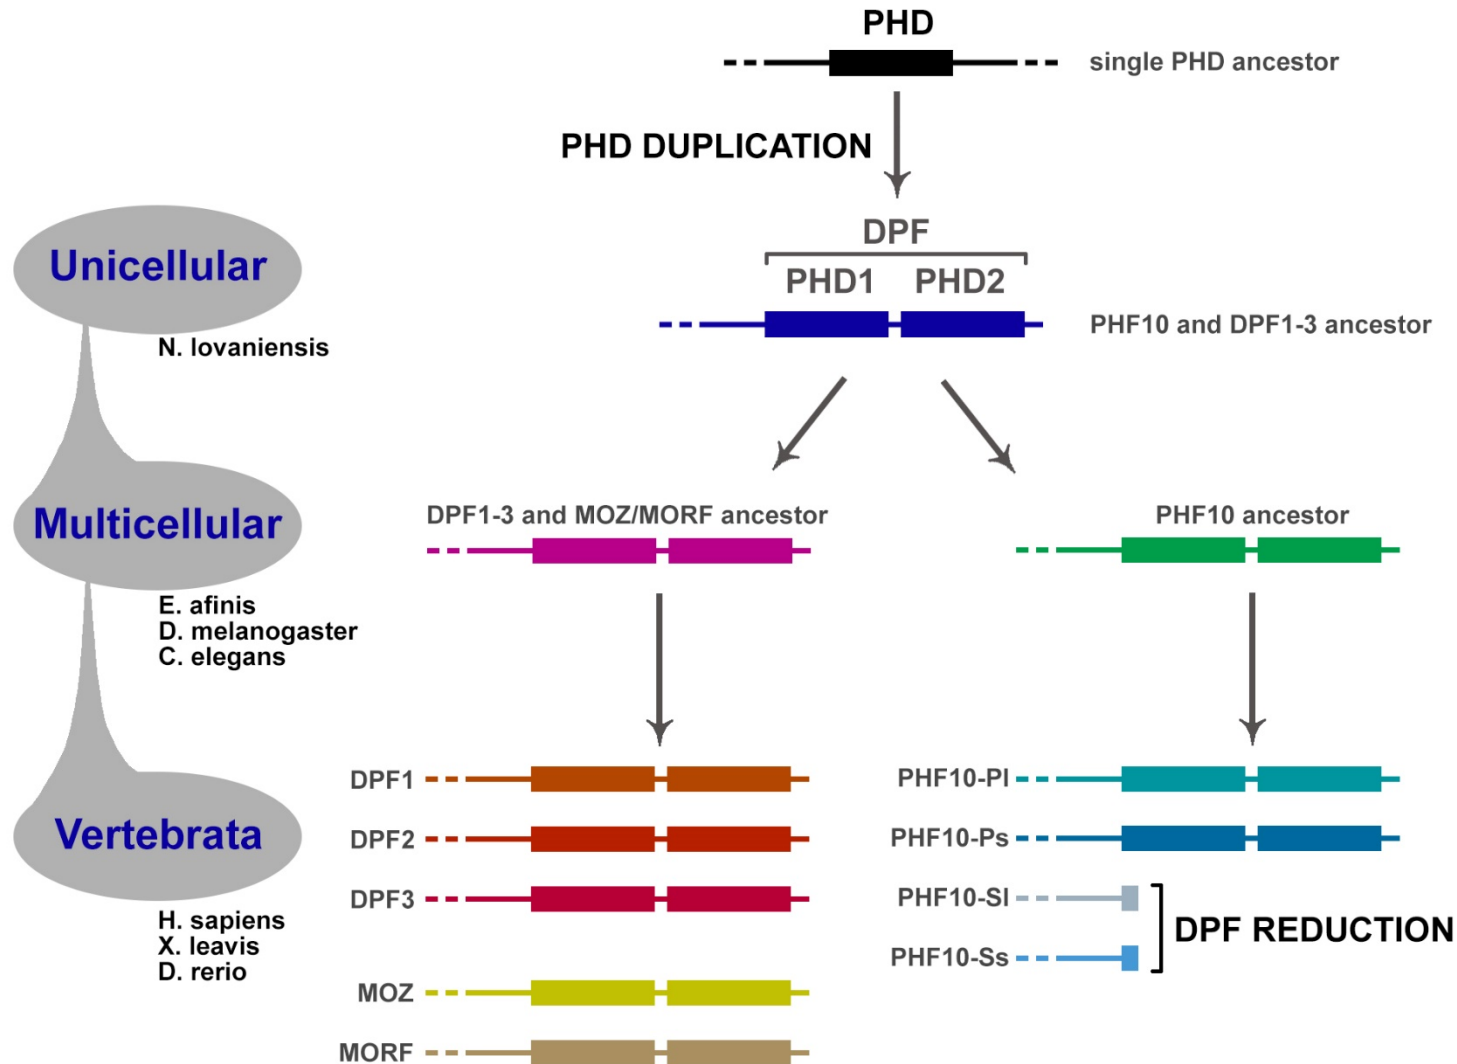 PHD
single PHD ancestor
PHD DUPLICATION
DPF
PHD1 PHD2
PHF10 and DPF1-3 ancestor
Unicellular
N. lovaniensis
Multicellular
E. afinis
D. melanogaster
C. elegans
DPF1-3 and MOZ/MORF ancestor
PHF10 ancestor
Vertebrata
H. sapiens
X. leavis
D. rerio
DPF1
DPF2
DPF3
MOZ
MORF
PHF10-Pl
PHF10-Ps
PHF10-Sl
PHF10-Ss
DPF REDUCTION